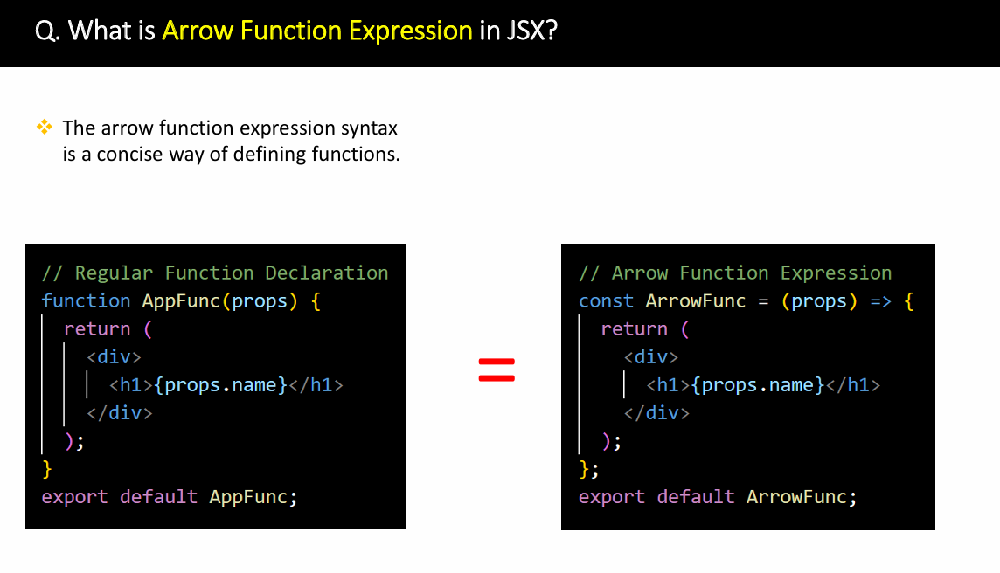 Q. What is Arrow Function Expression in JSX?
The arrow function expression syntax
is a concise way of defining functions.
// Regular Function Declaration
function AppFunc(props) {
  return (
    <div>
      <h1>{props.name}</h1>
    </div>
  );
}
export default AppFunc;
=
// Arrow Function Expression
const ArrowFunc = (props) => {
  return (
    <div>
      <h1>{props.name}</h1>
    </div>
  );
};
export default ArrowFunc;